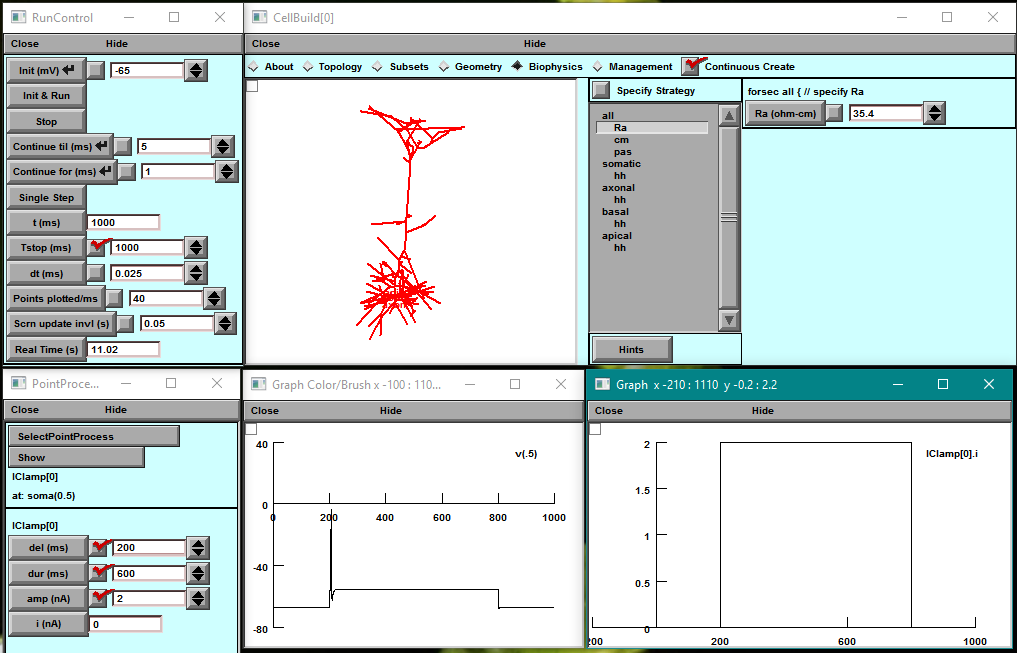 RunControl
Close Hide
Init (mV) -65
Init & Run
Stop
Continue til (ms) 5
Continue for (ms) 1
Single Step
t (ms) 1000
Tstop (ms) 1000
dt (ms) 0.025
Points plotted/ms 40
Scrn update invl (s) 0.05
Real Time (s) 11.02
CellBuild[0]
Close Hide
About Topology Subsets Geometry Biophysics Management Continuous Create
Specify Strategy
all
Ra
cm
pas
somatic
hh
axonal
hh
basal
hh
apical
hh
Hints
forsec all { // specify Ra
Ra (ohm-cm) 35.4
PointProce...
Close Hide
SelectPointProcess
Show
IClamp[0]
at: soma(0.5)
IClamp[0]
del (ms) 200
dur (ms) 600
amp (nA) 2
i (nA) 0
Graph Color/Brush x -100 : 110...
Close Hide
40
v(.5)
0
0 200 400 600 800 1000
-40
-80
Graph x -210 : 1110 y -0.2 : 2.2
Close Hide
2
IClamp[0].i
1.5
1
0.5
0
200 200 600 1000